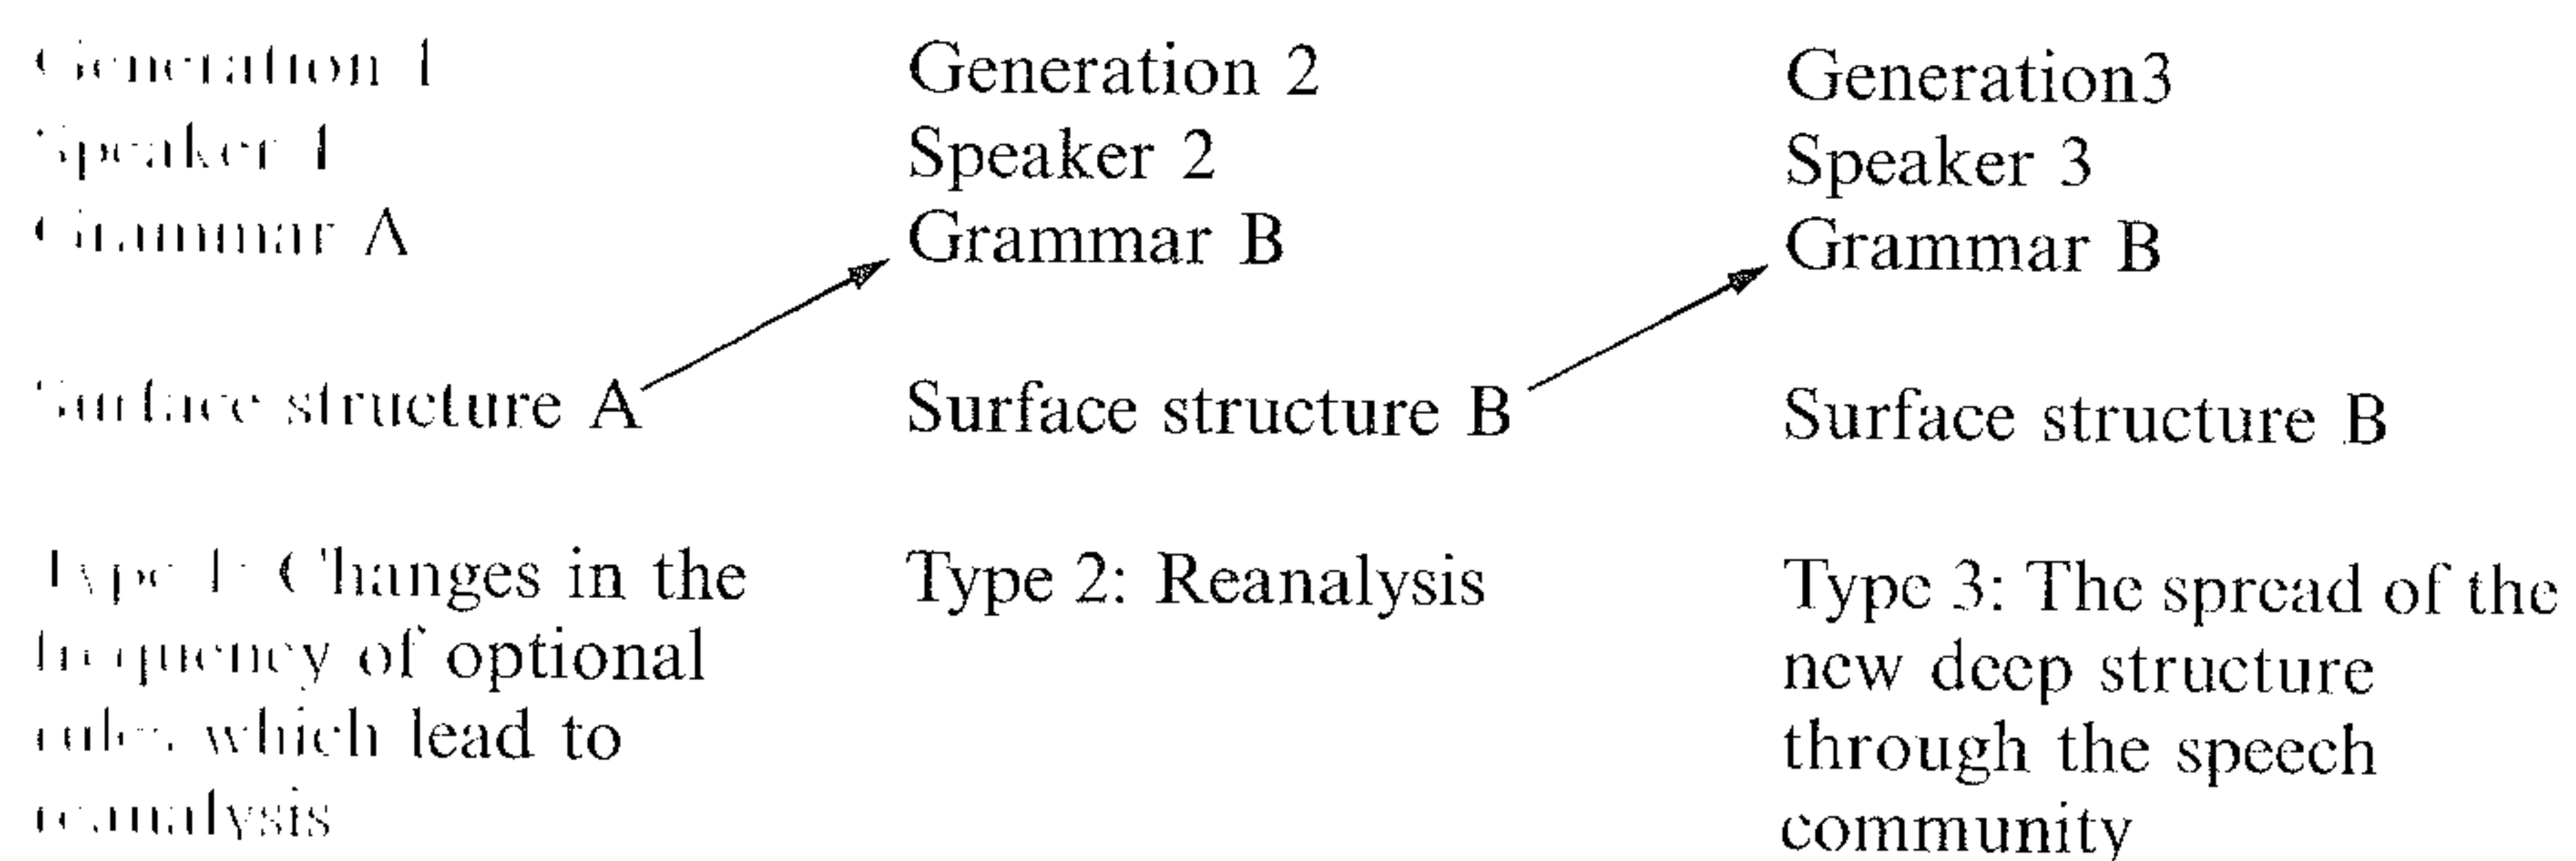 Generation 1
Speaker 1
Grammar A
Surface structure A
Type 1: Changes in the
frequency of optional
rules which lead to
reanalysis
Generation 2
Speaker 2
Grammar B
Surface structure B
Type 2: Reanalysis
Generation3
Speaker 3
Grammar B
Surface structure B
Type 3: The spread of the
new deep structure
through the speech
community